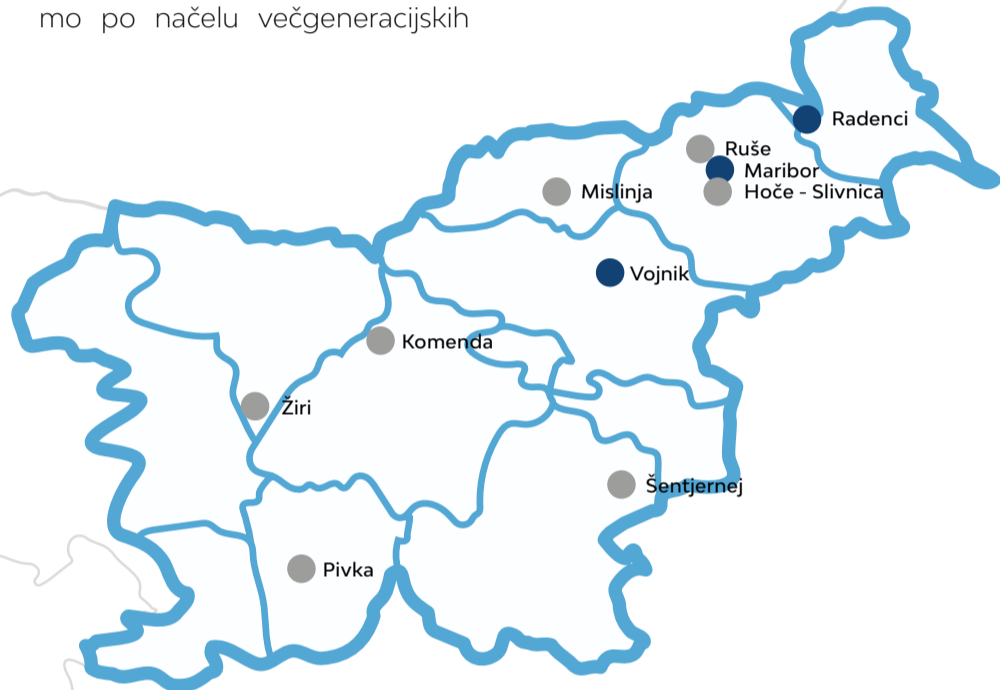 mo po načelu večgeneracijskih
Radenci
Ruše
Maribor
Mislinja
Hoče - Slivnica
Vojnik
Komenda
Žiri
Šentjernej
Pivka